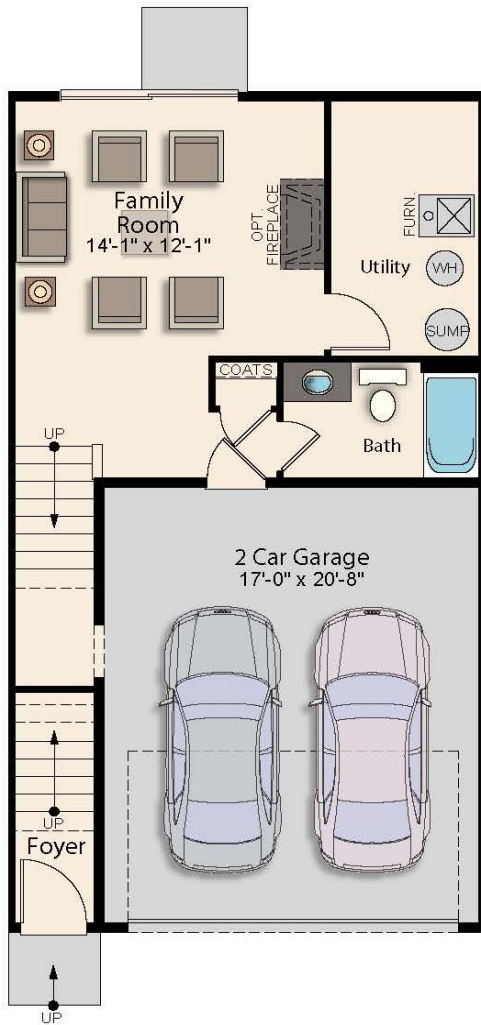 Family
Room
14'-1" x 12'-1"
OPT.
FIREPLACE
FURN.
Utility
WH
SUMP
COATS
Bath
UP
2 Car Garage
17'-0" x 20'-8"
UP
Foyer
UP